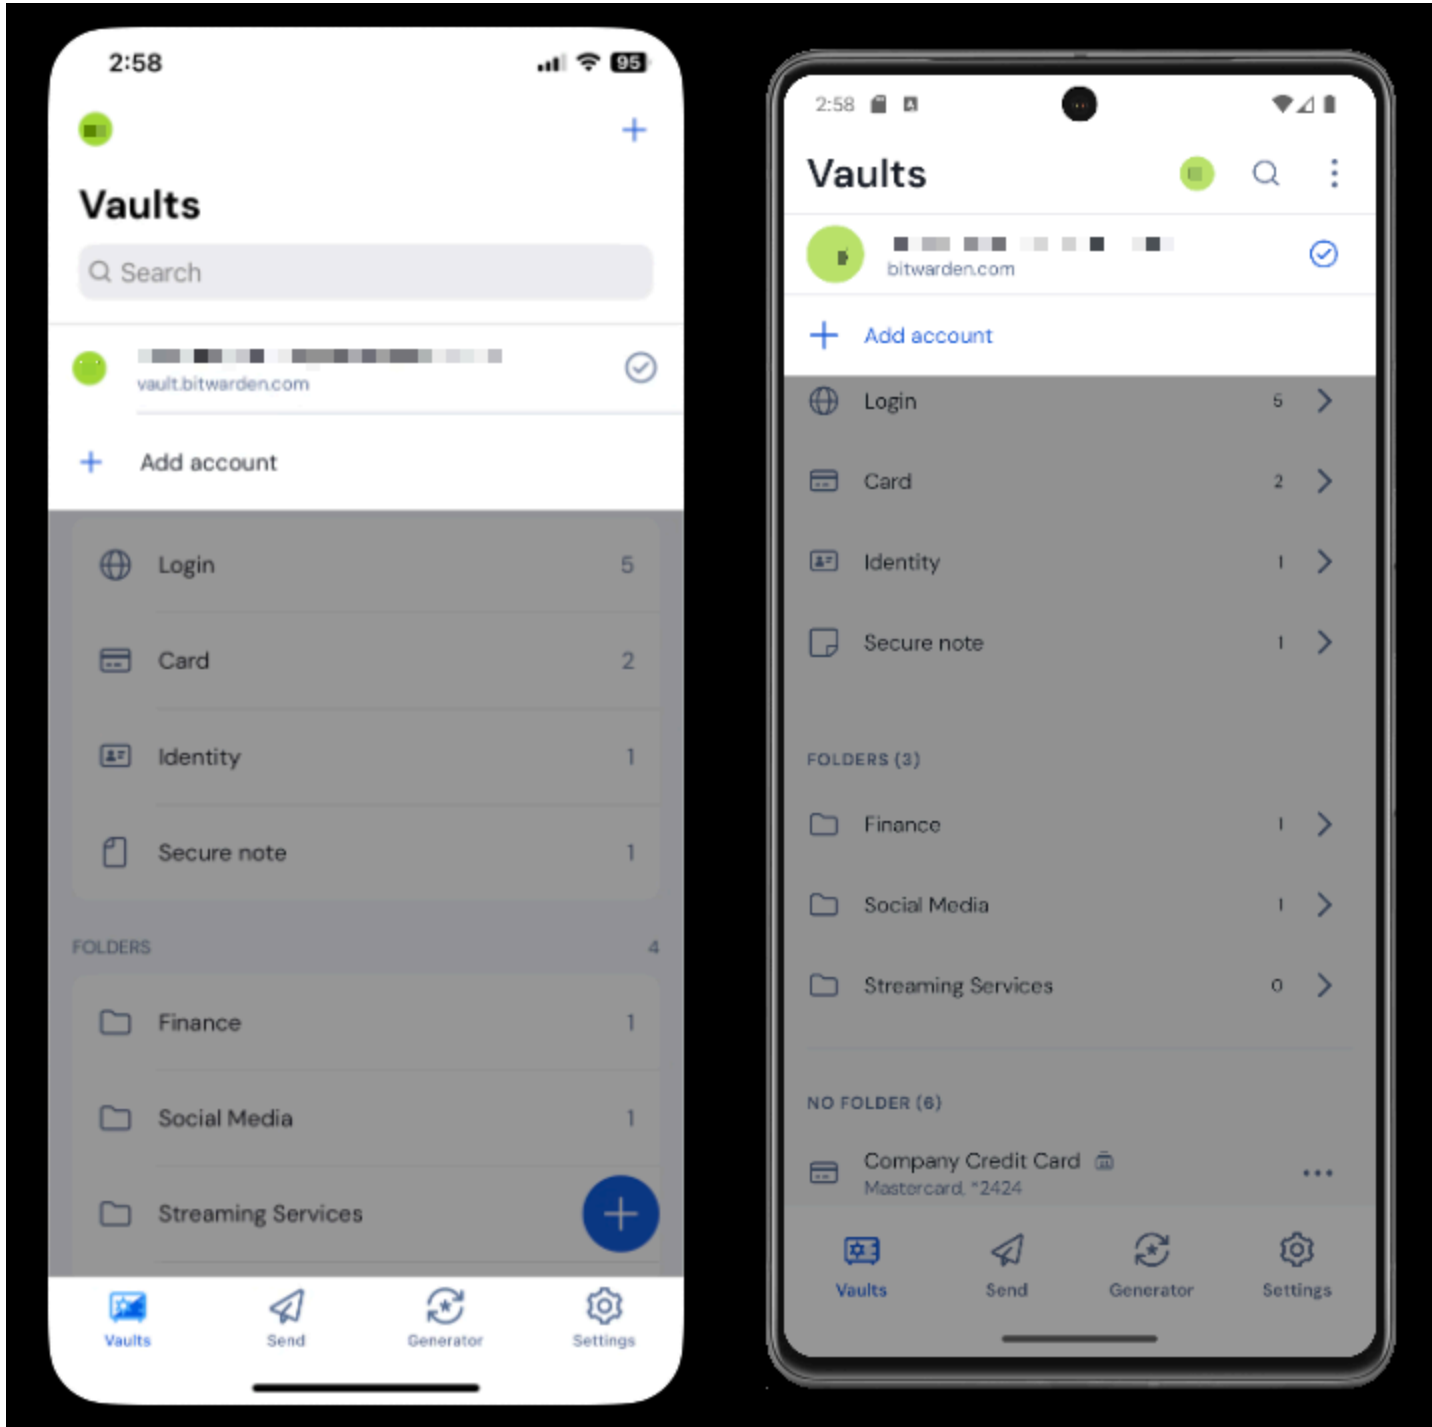 2:58
95
Vaults
Search
vault.bitwarden.com
Add account
Login 5
Card 2
Identity 1
Secure note 1
FOLDERS 4
Finance 1
Social Media 1
Streaming Services
Vaults Send Generator Settings
2:58
Vaults
bitwarden.com
Add account
Login 5
Card 2
Identity 1
Secure note 1
FOLDERS (3)
Finance 1
Social Media 1
Streaming Services 0
NO FOLDER (6)
Company Credit Card
Mastercard, *2424
Vaults Send Generator Settings